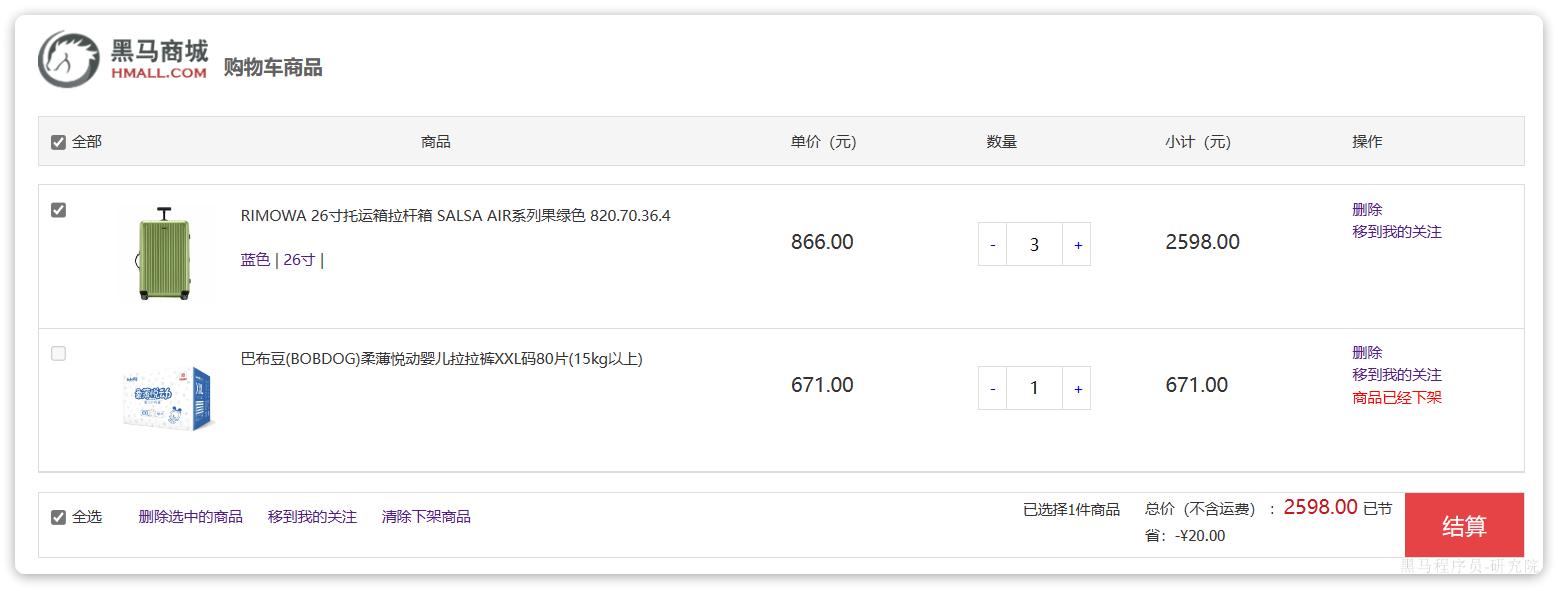 黑马商城
HMALL.COM
购物车商品
全部 商品 单价（元） 数量 小计（元） 操作
RIMOWA 26寸托运箱拉杆箱 SALSA AIR系列果绿色 820.70.36.4
蓝色 | 26寸 |
866.00
- 3 +
2598.00
删除
移到我的关注
巴布豆(BOBDOG)柔薄悦动婴儿拉拉裤XXL码80片(15kg以上)
671.00
- 1 +
671.00
删除
移到我的关注
商品已经下架
全选 删除选中的商品 移到我的关注 清除下架商品
已选择1件商品
总价（不含运费） ：2598.00 已节
省：-¥20.00
结算
黑马程序员-研究院